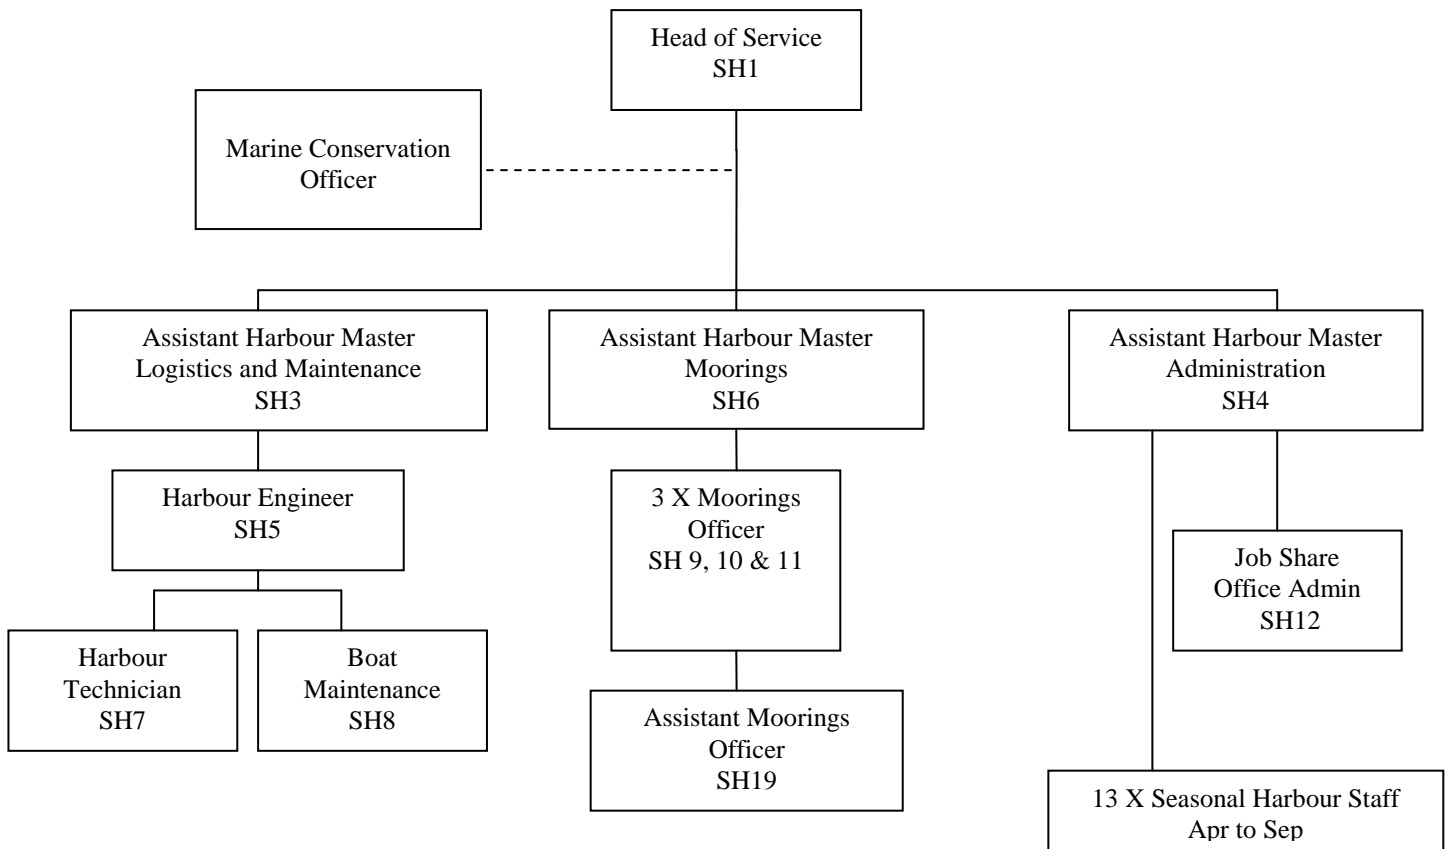 Head of Service
SH1
Marine Conservation
Officer
Assistant Harbour Master
Logistics and Maintenance
SH3
Assistant Harbour Master
Moorings
SH6
Assistant Harbour Master
Administration
SH4
Harbour Engineer
SH5
3 X Moorings
Officer
SH 9, 10 & 11
Job Share
Office Admin
SH12
Harbour
Technician
SH7
Boat
Maintenance
SH8
Assistant Moorings
Officer
SH19
13 X Seasonal Harbour Staff
Apr to Sep